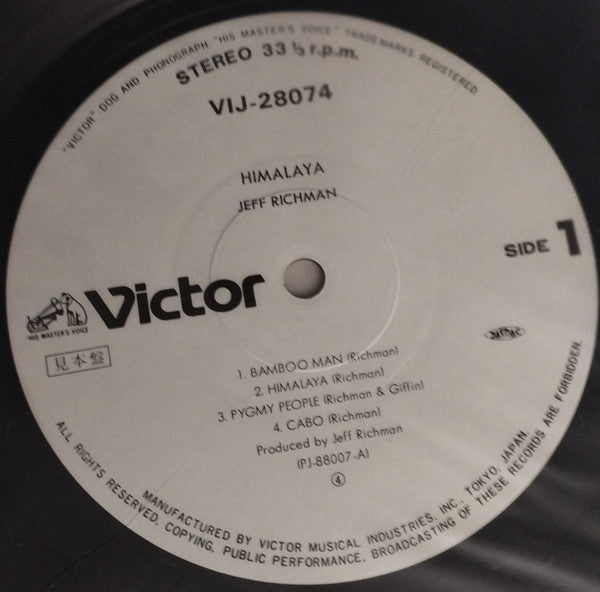 "VICTOR" DOG AND PHONOGRAPH "HIS MASTER'S VOICE" TRADEMARKS REGISTERED
STEREO 33 ⅓ r.p.m.
VIJ-28074
HIMALAYA
JEFF RICHMAN
SIDE 1
Victor
HIS MASTER'S VOICE
見本盤
JASRAC
1. BAMBOO MAN (Richman)
2. HIMALAYA (Richman)
3. PYGMY PEOPLE (Richman & Giffin)
4. CABO (Richman)
Produced by Jeff Richman
(PJ-88007-A)
④
ALL RIGHTS RESERVED, COPYING, PUBLIC PERFORMANCE, BROADCASTING OF THESE RECORDS ARE FORBIDDEN
MANUFACTURED BY VICTOR MUSICAL INDUSTRIES, INC. TOKYO, JAPAN.